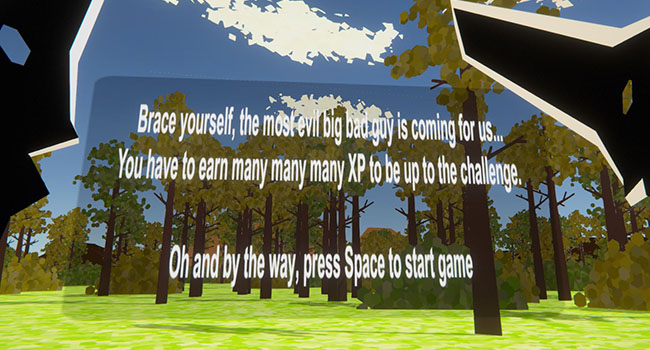 Brace yourself, the most evil big bad guy is coming for us...
You have to earn many many many XP to be up to the challenge.
Oh and by the way, press Space to start game